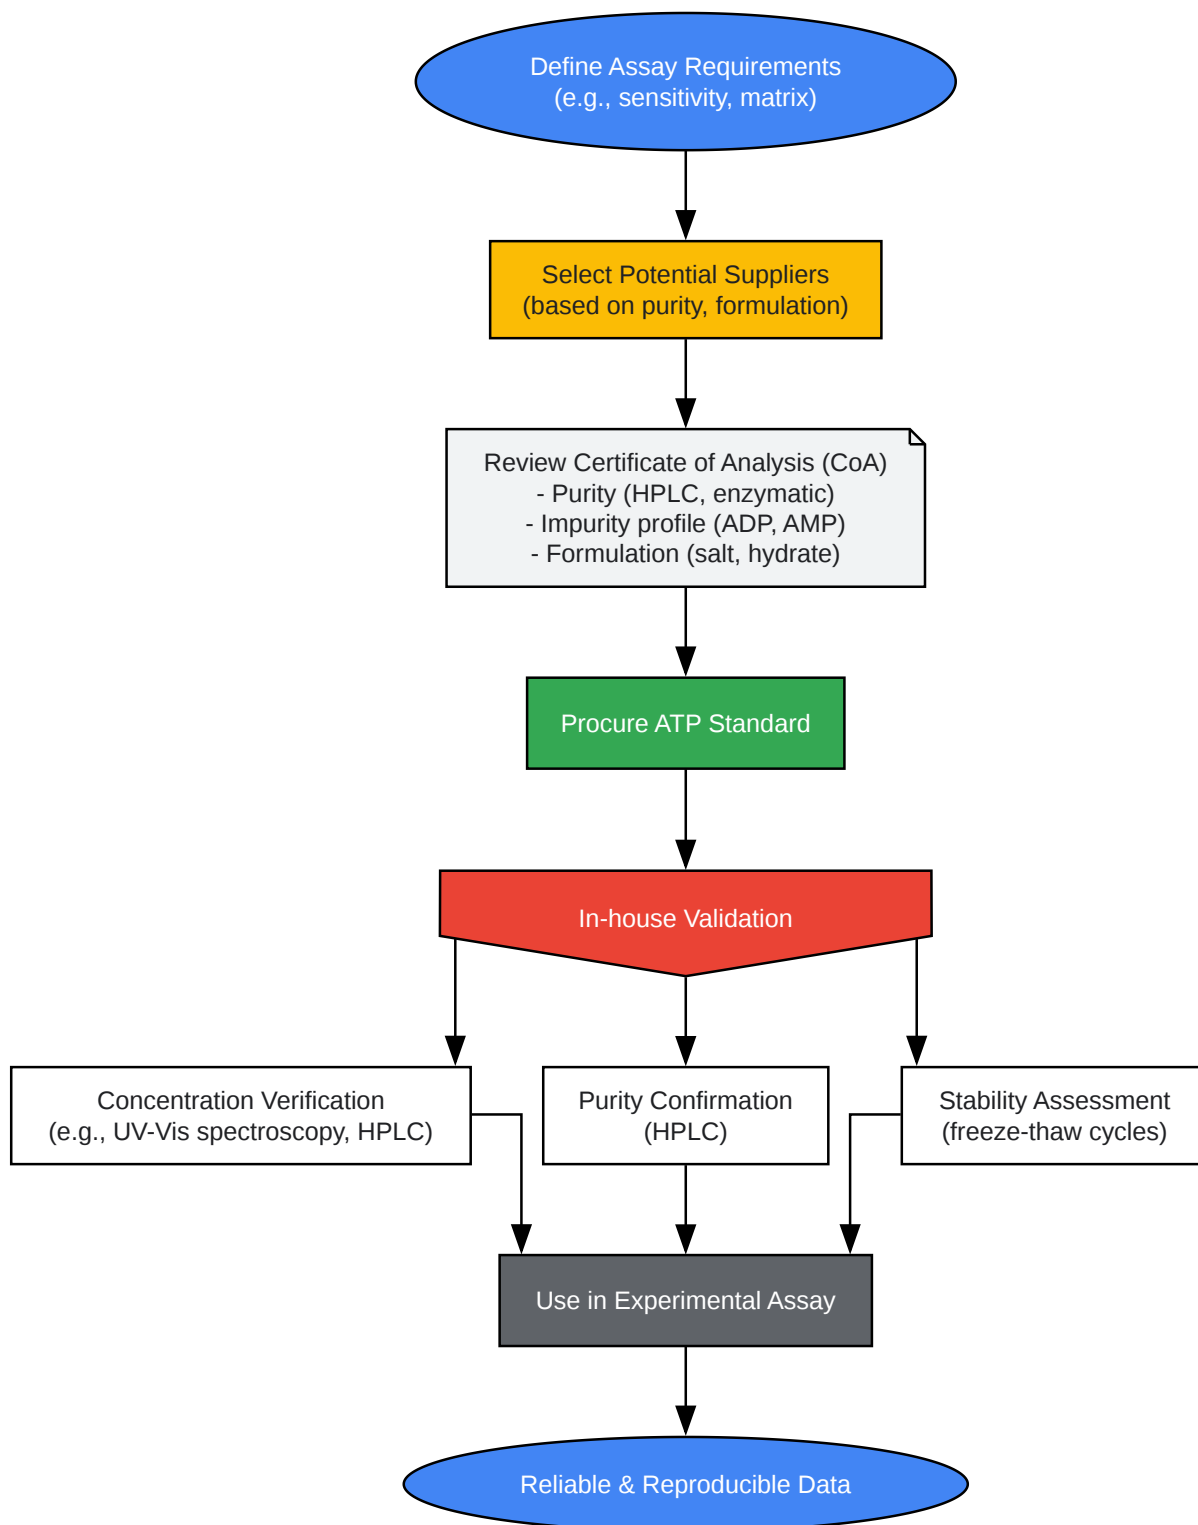 Define Assay Requirements
(e.g., sensitivity, matrix)
Select Potential Suppliers
(based on purity, formulation)
Review Certificate of Analysis (CoA)
- Purity (HPLC, enzymatic)
- Impurity profile (ADP, AMP)
- Formulation (salt, hydrate)
Procure ATP Standard
In-house Validation
Concentration Verification
(e.g., UV-Vis spectroscopy, HPLC)
Purity Confirmation
(HPLC)
Stability Assessment
(freeze-thaw cycles)
Use in Experimental Assay
Reliable & Reproducible Data